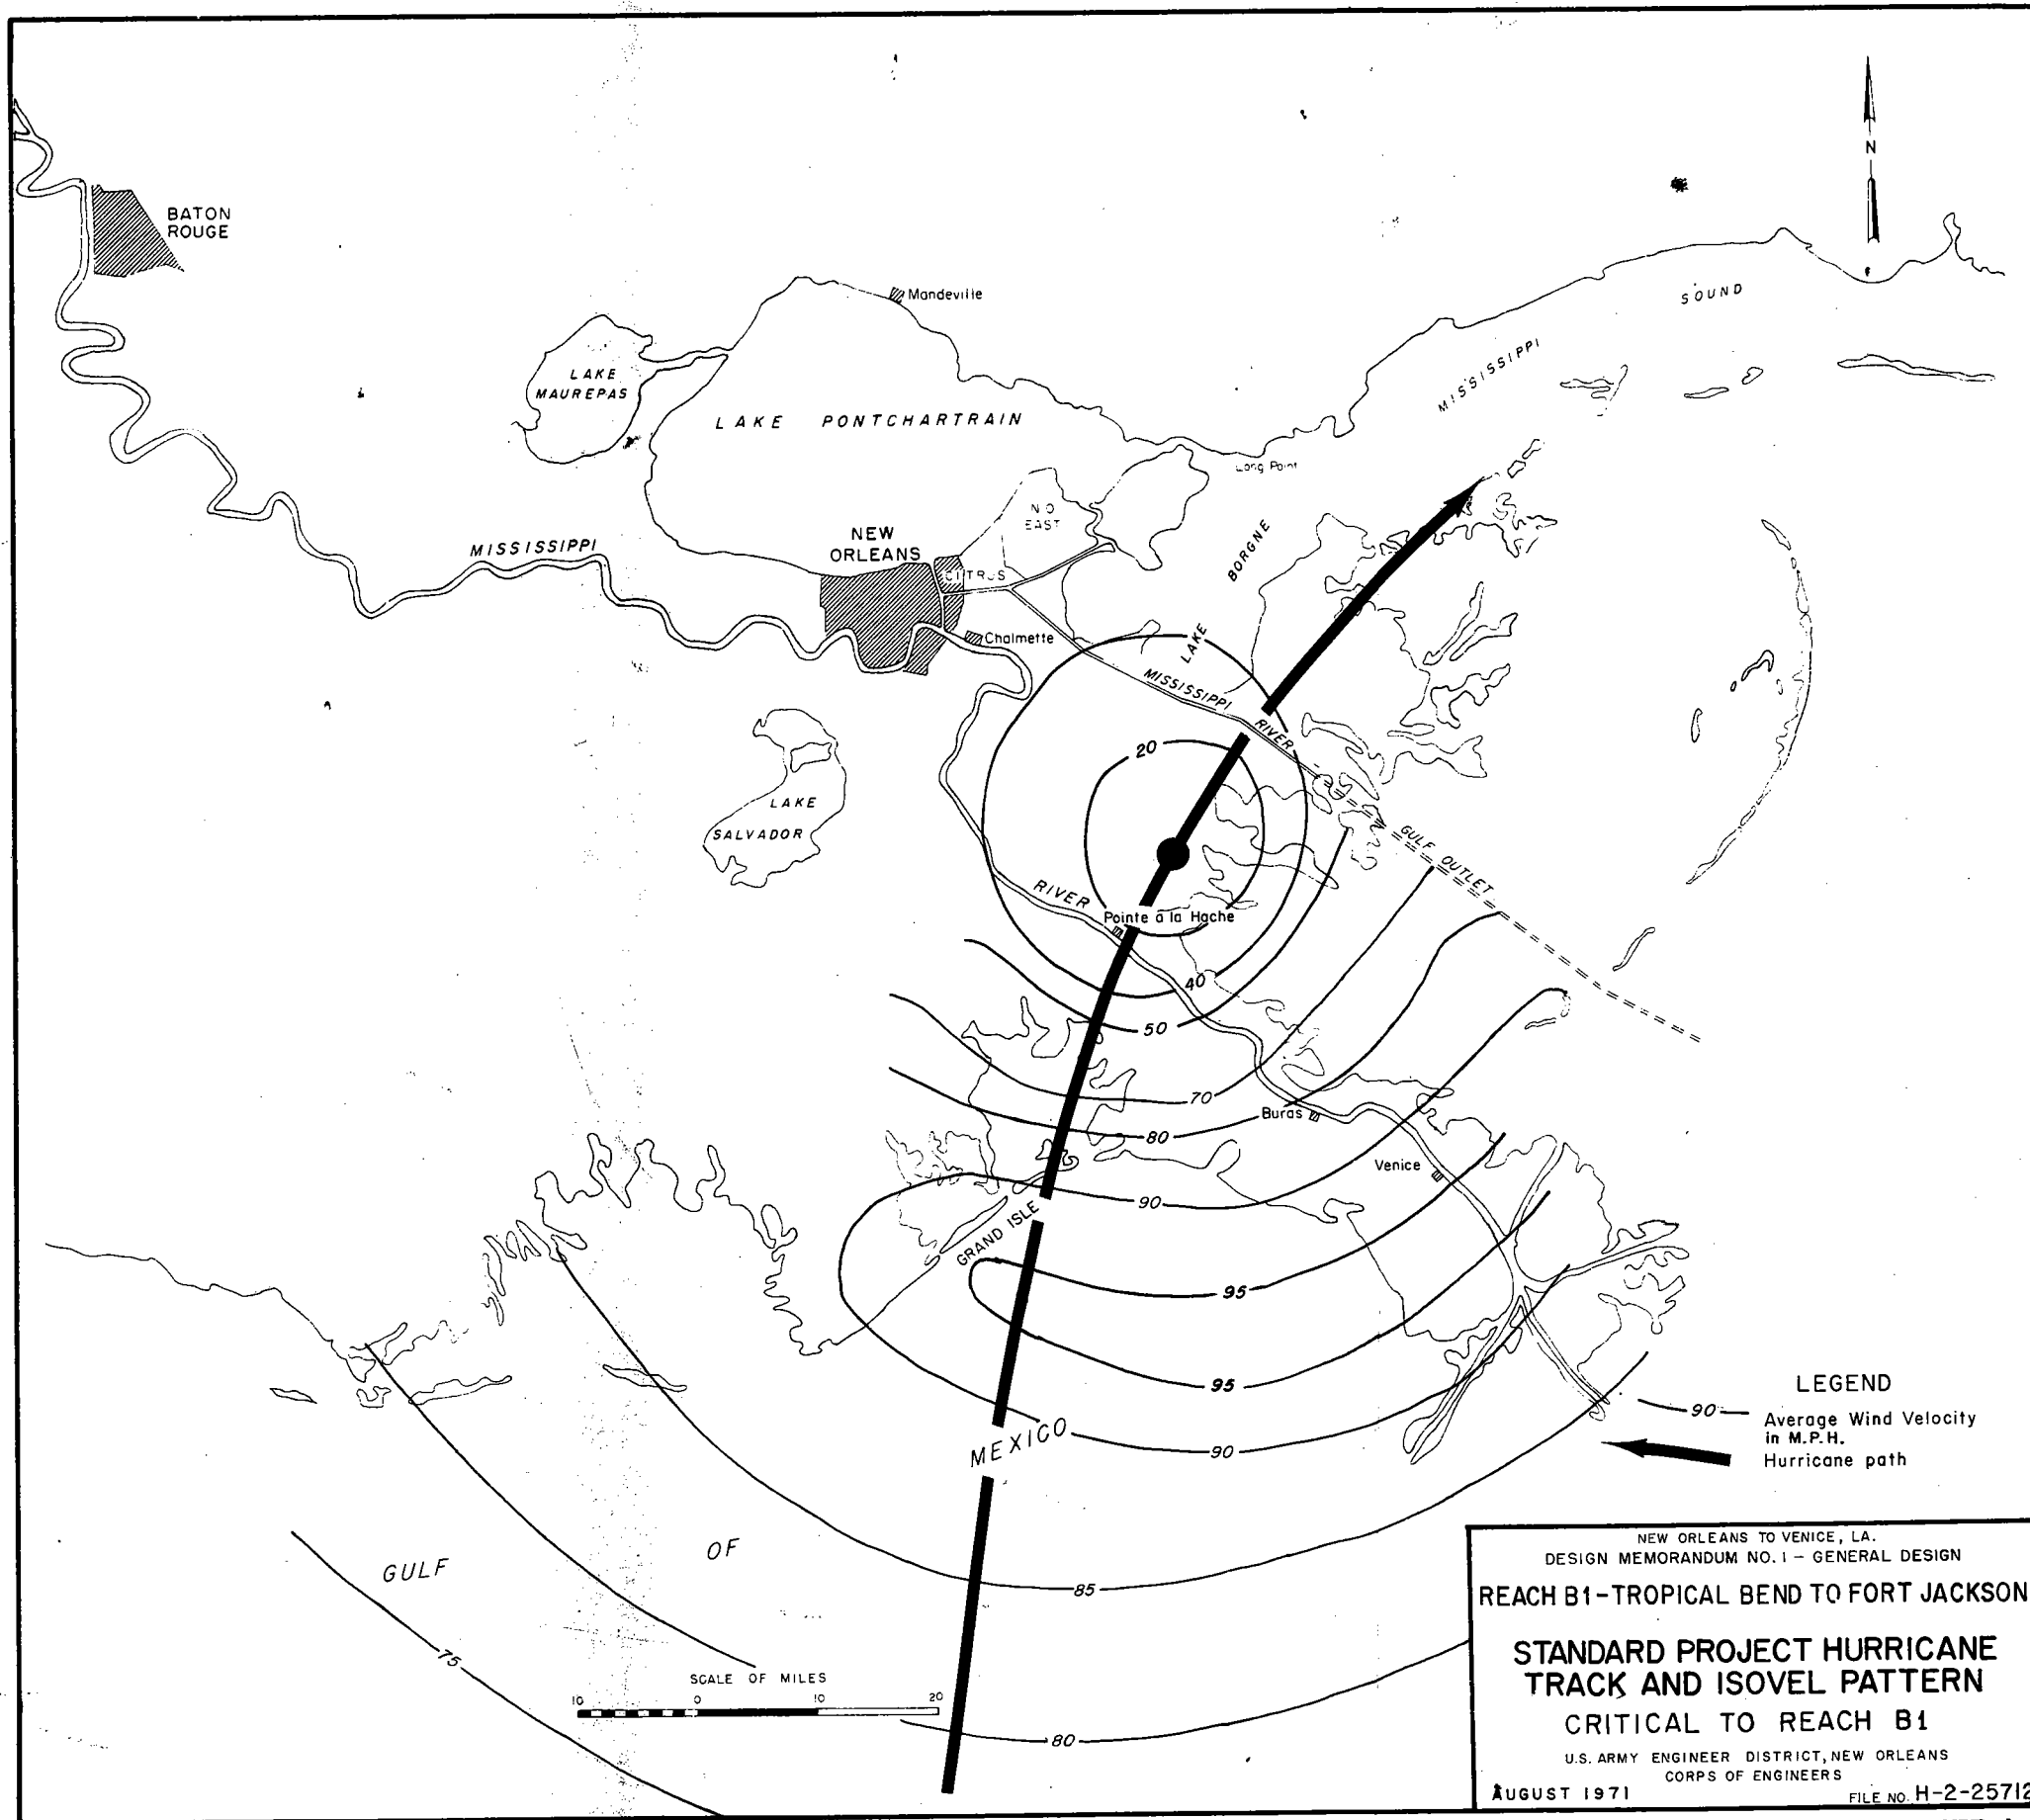 N
BATON
ROUGE
SOUND
Mandeville
MISSISSIPPI
LAKE
MAUREPAS
LAKE PONTCHARTRAIN
Long Point
N O
EAST
NEW
ORLEANS
MISSISSIPPI
BORGNE
CITRUS
Chalmette
LAKE
MISSISSIPPI
RIVER
20
LAKE
SALVADOR
GULF OUTLET
RIVER
Pointe a la Hache
40
50
70
Buras
80
Venice
90
GRAND ISLE
95
95
LEGEND
90
Average Wind Velocity
in M.P.H.
Hurricane path
MEXICO
90
OF
GULF
85
75
SCALE OF MILES
10 0 10 20
80
NEW ORLEANS TO VENICE, LA.
DESIGN MEMORANDUM NO. 1 - GENERAL DESIGN
REACH B1-TROPICAL BEND TO FORT JACKSON
STANDARD PROJECT HURRICANE
TRACK AND ISOVEL PATTERN
CRITICAL TO REACH B1
U.S. ARMY ENGINEER DISTRICT, NEW ORLEANS
CORPS OF ENGINEERS
AUGUST 1971 FILE NO. H-2-25712